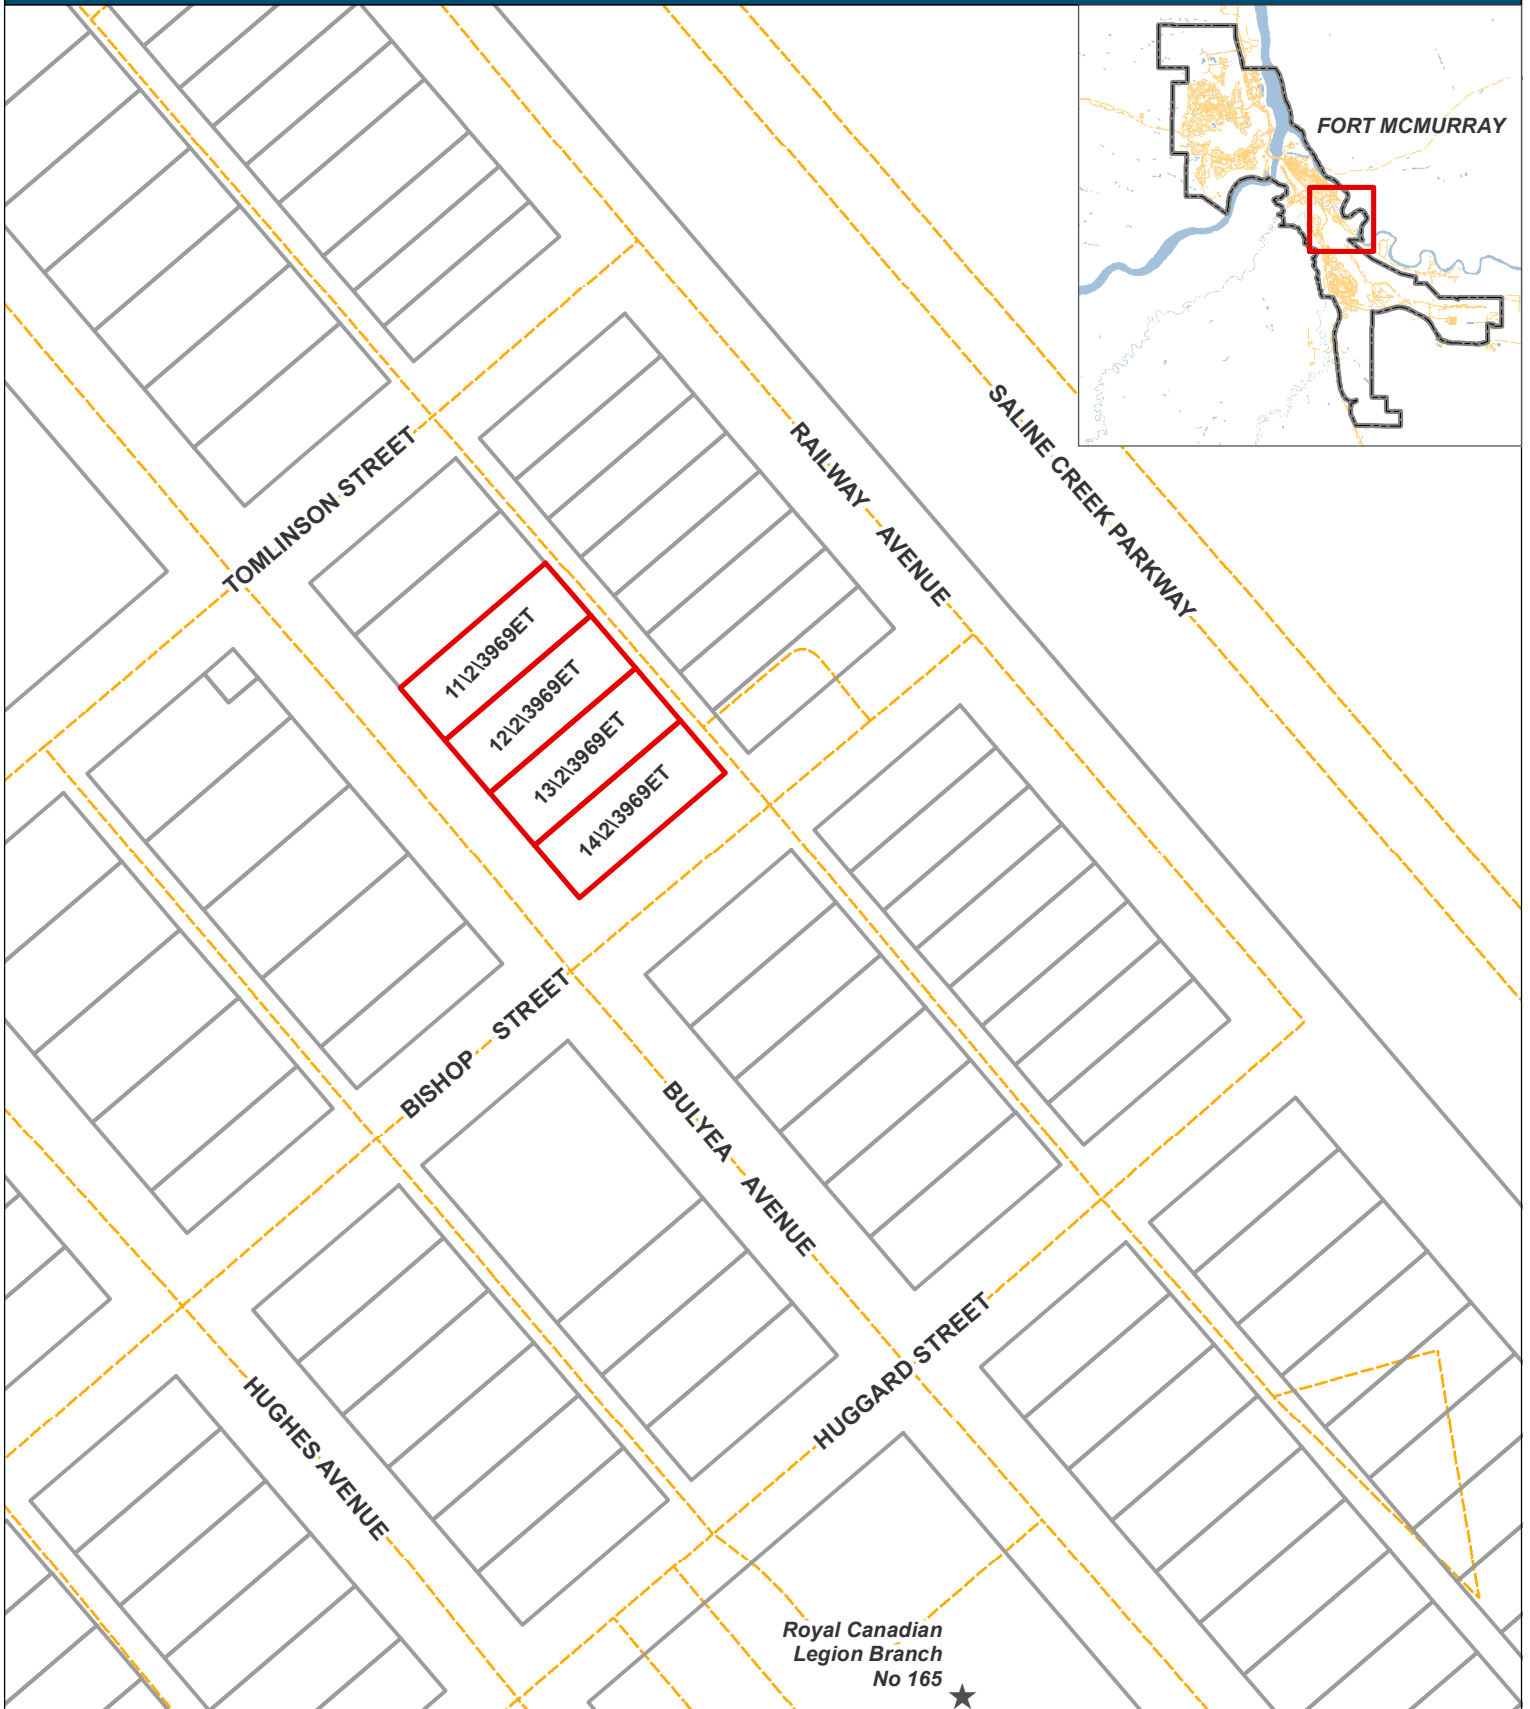 FORT MCMURRAY
SALINE CREEK PARKWAY
RAILWAY AVENUE
TOMLINSON STREET
11\2\3969ET
12\2\3969ET
13\2\3969ET
14\2\3969ET
BISHOP STREET
BULYEA AVENUE
HUGGARD STREET
HUGHES AVENUE
Royal Canadian
Legion Branch
No 165